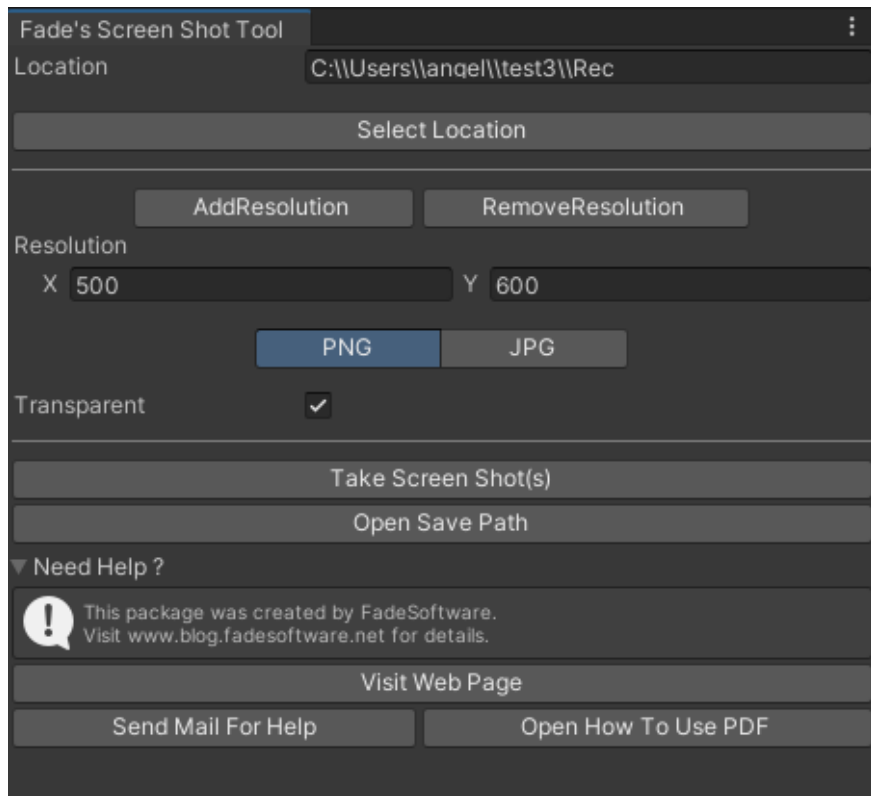 Fade's Screen Shot Tool
Location C:\\Users\\angel\\test3\\Rec
Select Location
AddResolution RemoveResolution
Resolution
X 500 Y 600
PNG JPG
Transparent
Take Screen Shot(s)
Open Save Path
Need Help ?
This package was created by FadeSoftware.
Visit www.blog.fadesoftware.net for details.
Visit Web Page
Send Mail For Help Open How To Use PDF